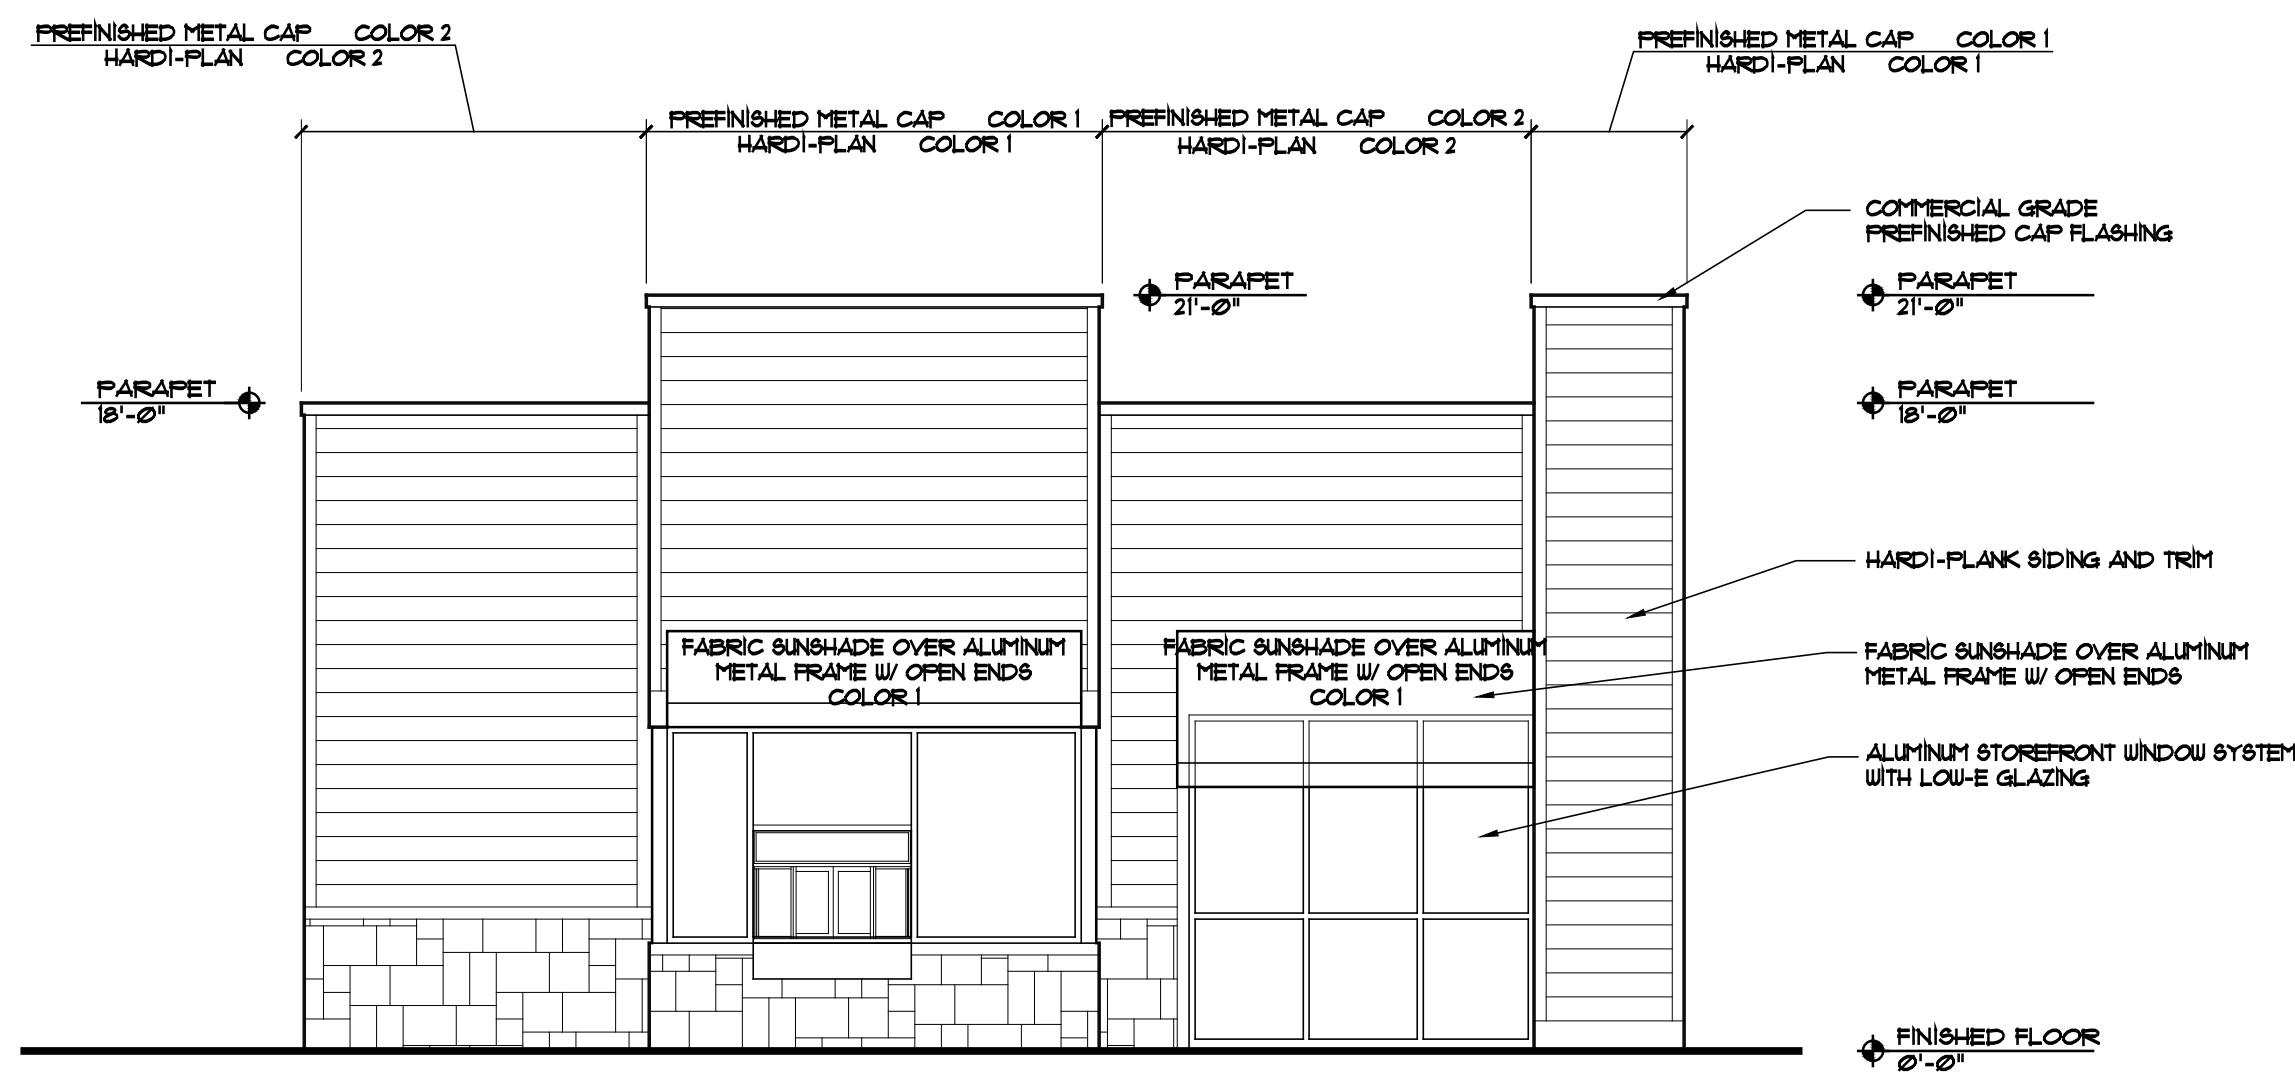 PREFINISHED METAL CAP COLOR 2
HARDI-PLAN COLOR 2
PREFINISHED METAL CAP COLOR 1
HARDI-PLAN COLOR 1
PREFINISHED METAL CAP COLOR 1
HARDI-PLAN COLOR 1
PREFINISHED METAL CAP COLOR 2
HARDI-PLAN COLOR 2
COMMERCIAL GRADE
PREFINISHED CAP FLASHING
PARAPET
21'-0"
PARAPET
21'-0"
PARAPET
18'-0"
PARAPET
18'-0"
HARDI-PLANK SIDING AND TRIM
FABRIC SUNSHADE OVER ALUMINUM
METAL FRAME W/ OPEN ENDS
COLOR 1
FABRIC SUNSHADE OVER ALUMINUM
METAL FRAME W/ OPEN ENDS
COLOR 1
FABRIC SUNSHADE OVER ALUMINUM
METAL FRAME W/ OPEN ENDS
ALUMINUM STOREFRONT WINDOW SYSTEM
WITH LOW-E GLAZING
FINISHED FLOOR
0'-0"